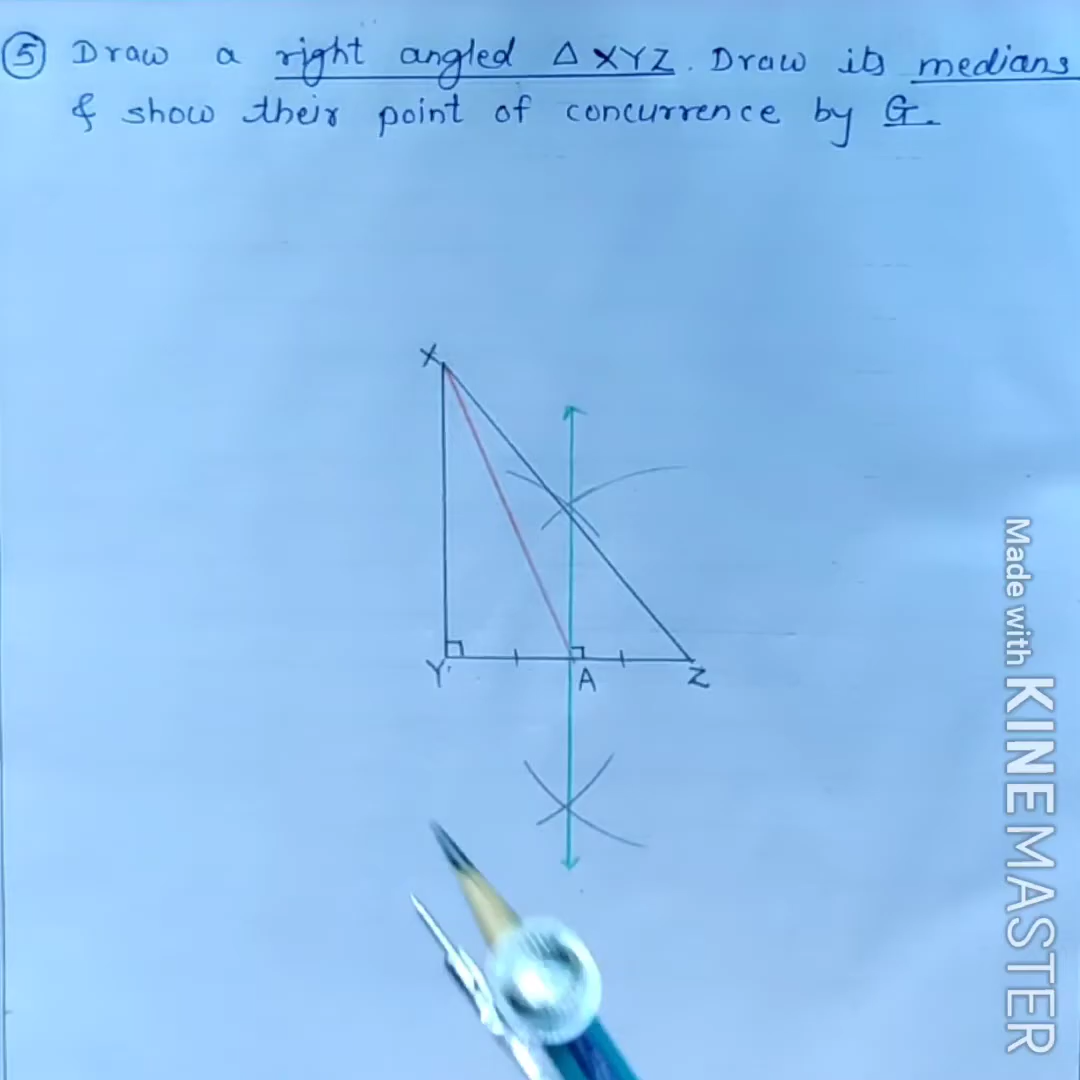 ⑤ Draw a right angled △XYZ. Draw its medians
& show their point of concurrence by G.
X
Y
A
Z
Made with KINEMASTER